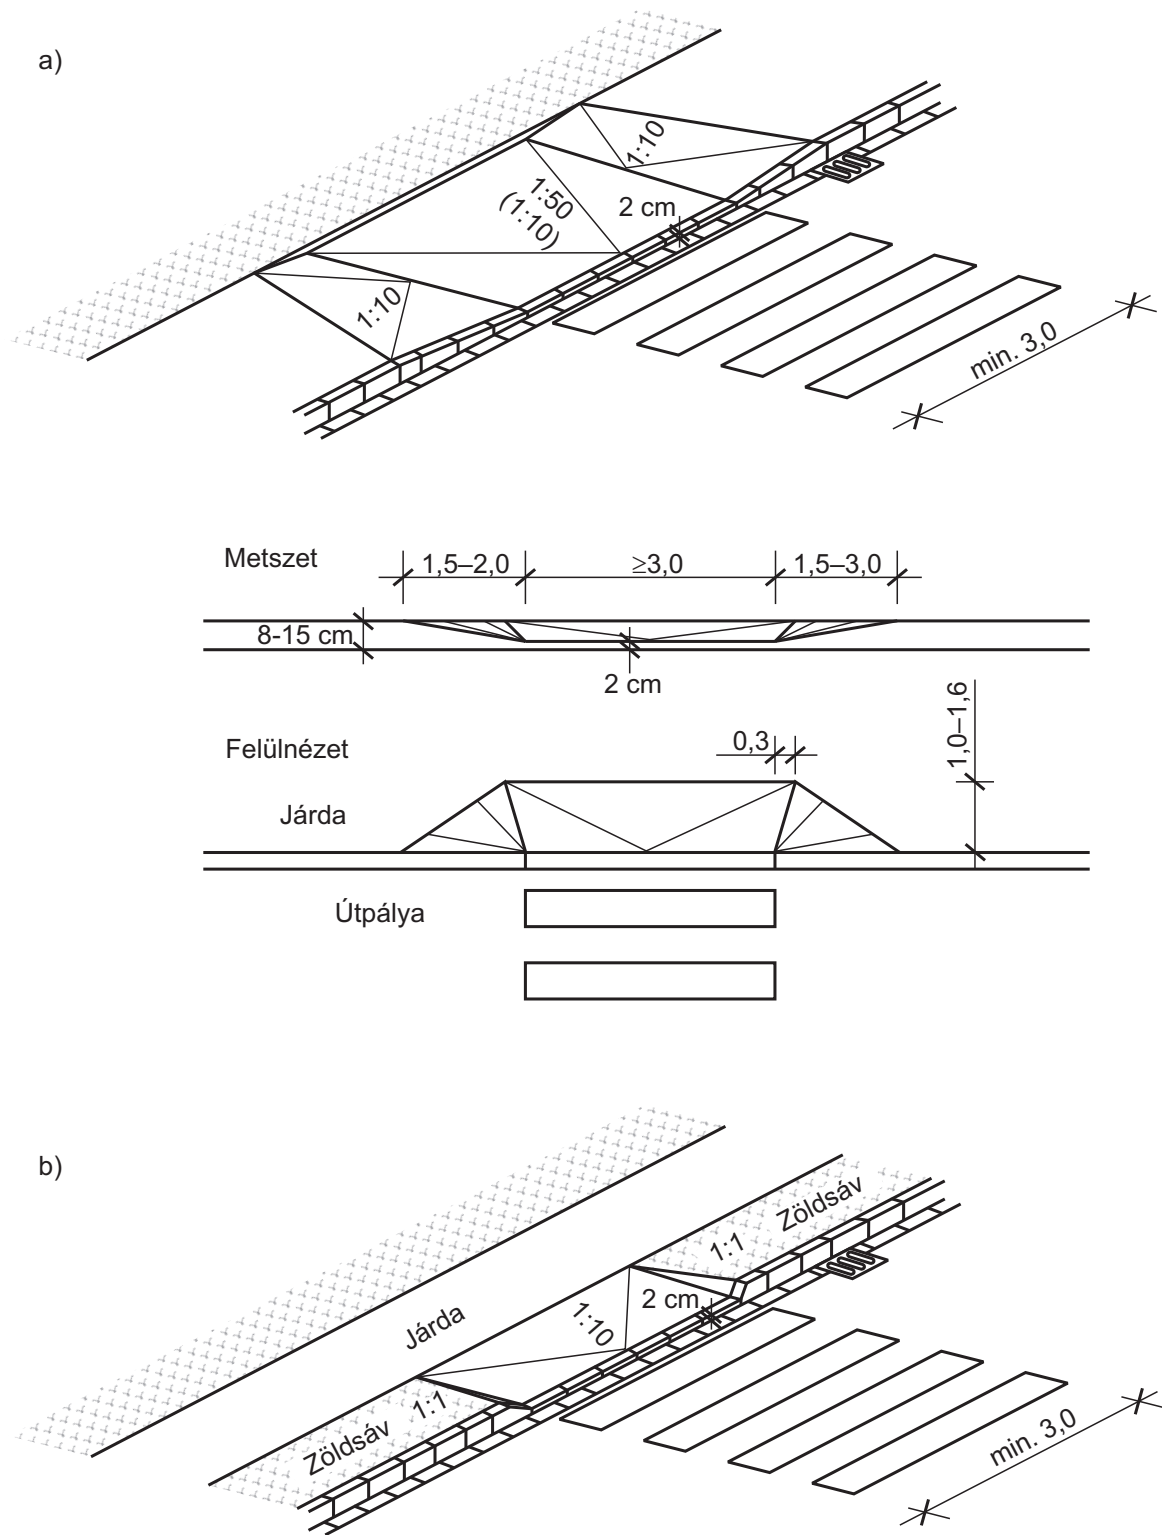 a)
1:10
1:50
(1:10)
2 cm
1:10
min. 3,0
Metszet
1,5–2,0
≥3,0
1,5–3,0
8-15 cm
2 cm
1,0–1,6
Felülnézet
0,3
Járda
Útpálya
b)
Zöldsáv
1:1
2 cm
Járda
1:10
1:1
Zöldsáv
min. 3,0